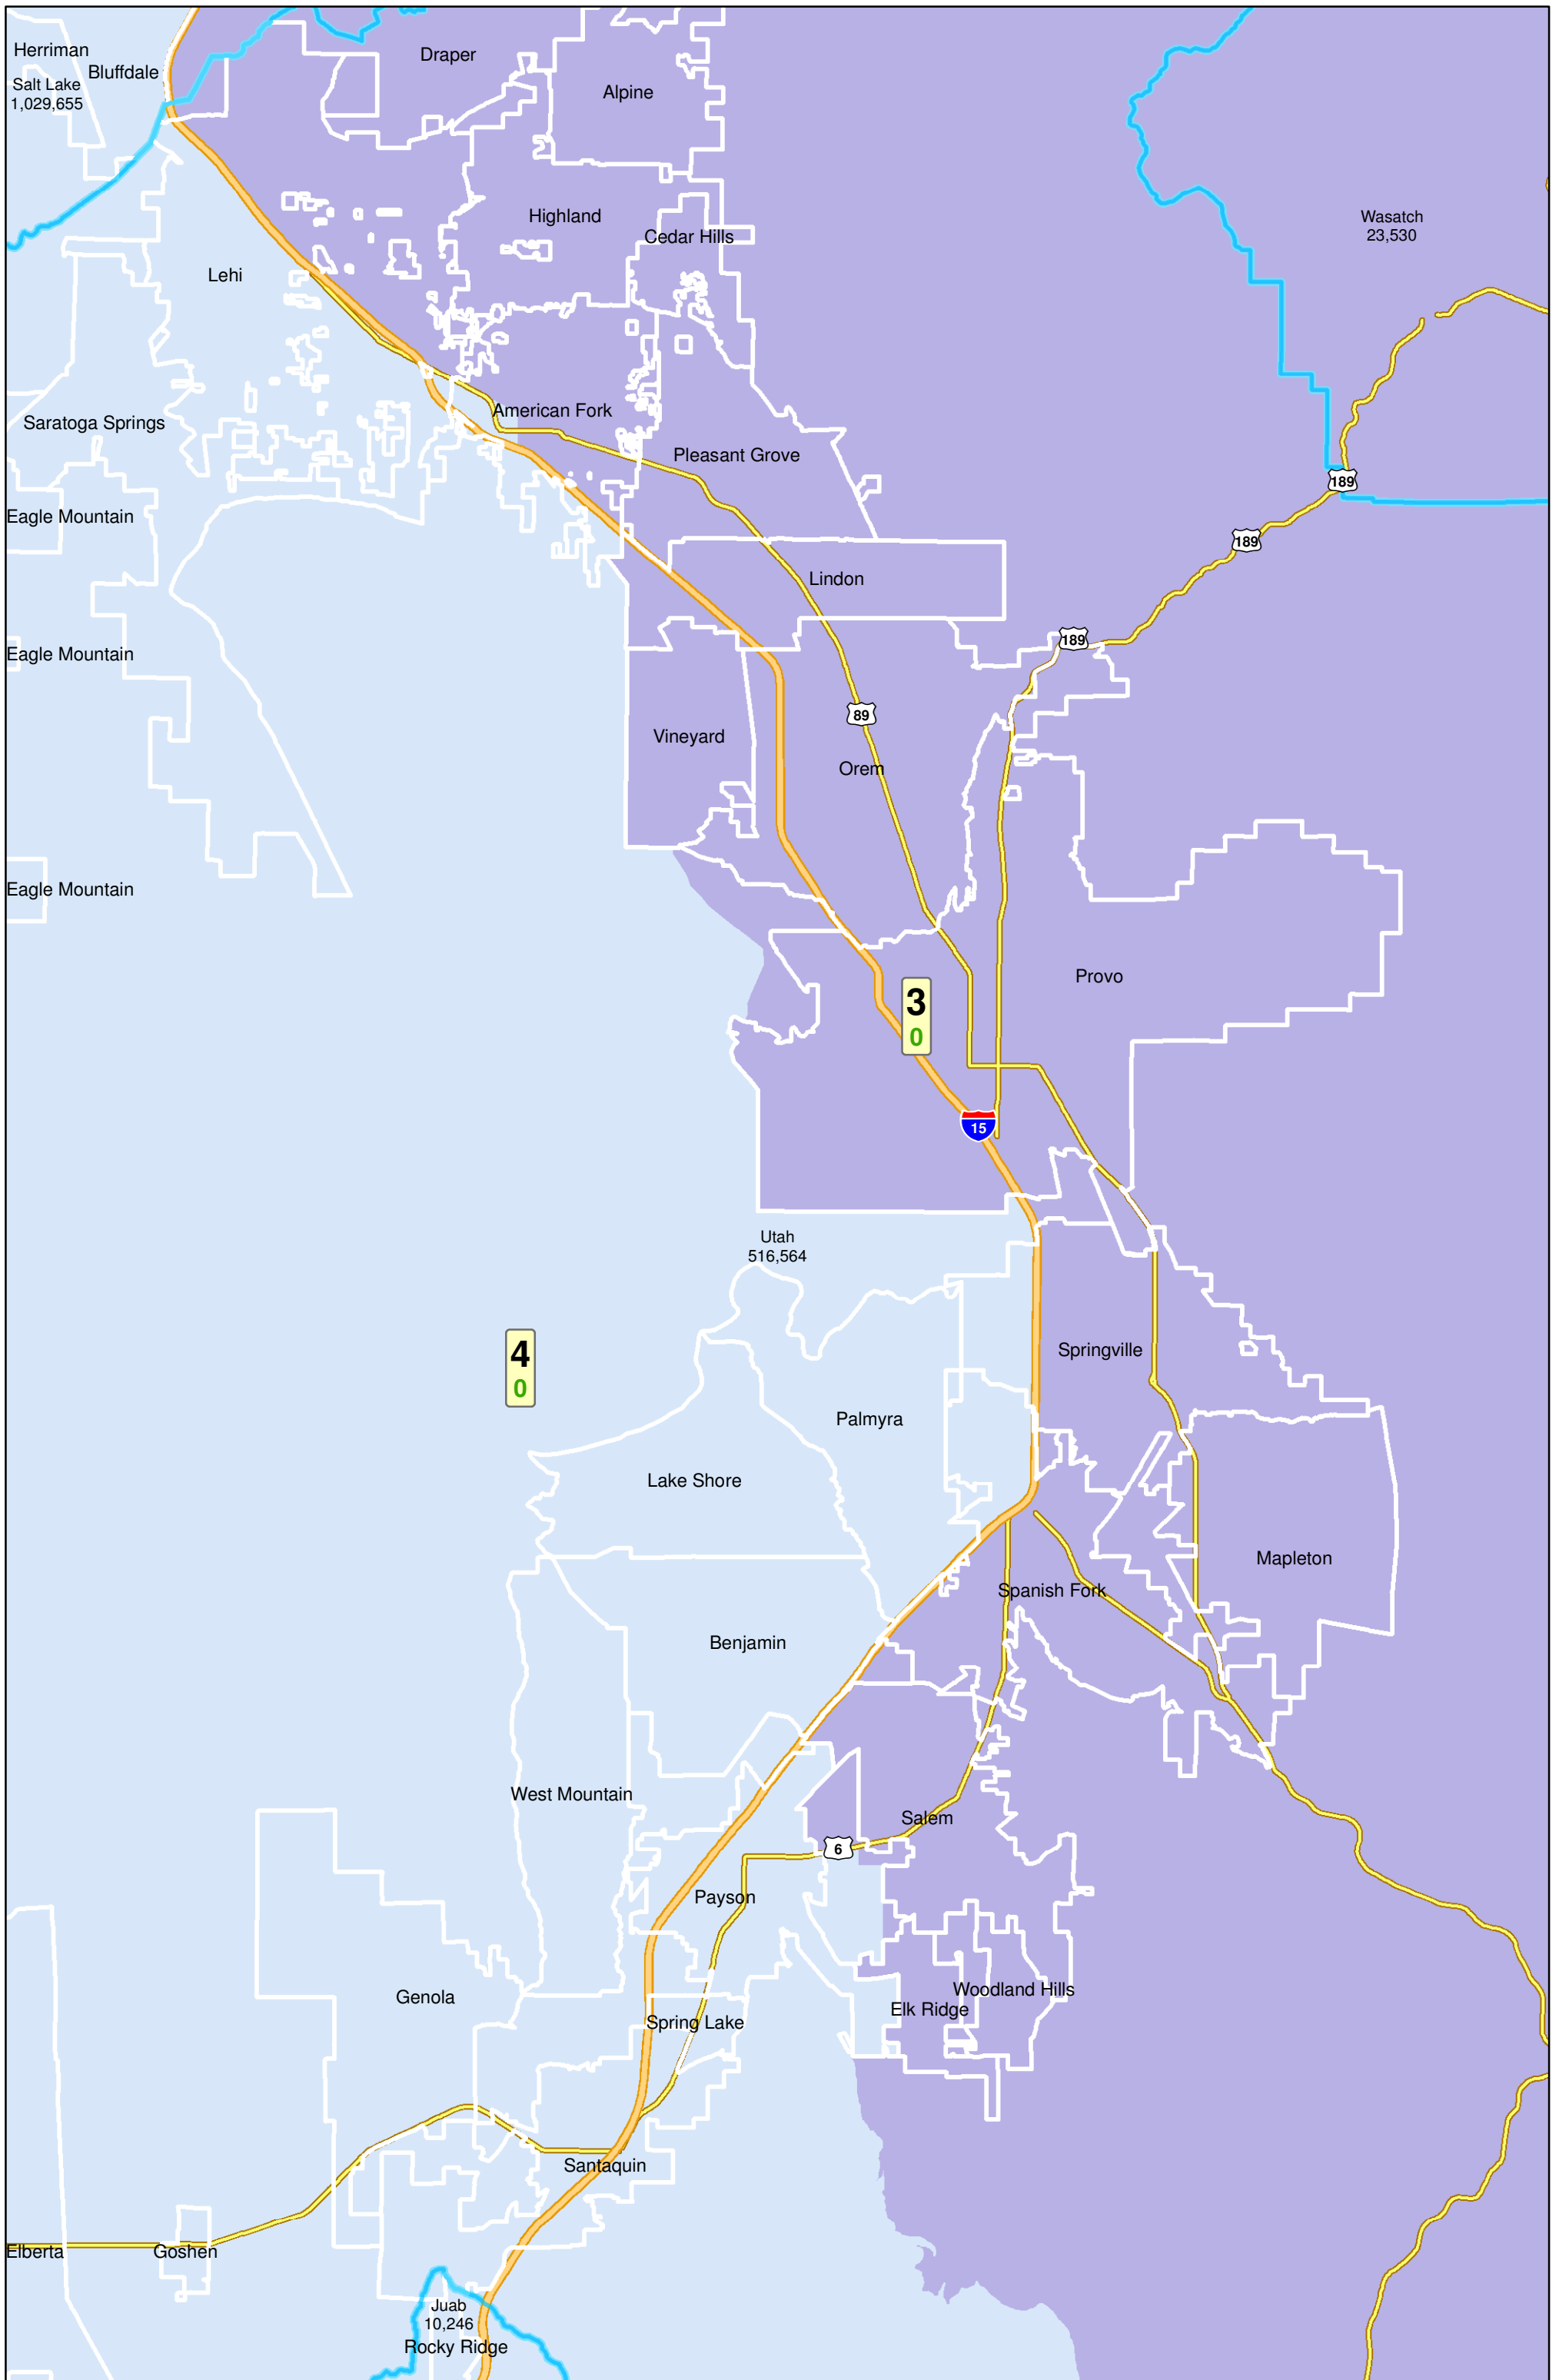 Herriman
Bluffdale
Salt Lake
1,029,655
Draper
Alpine
Highland
Cedar Hills
Wasatch
23,530
Lehi
American Fork
Saratoga Springs
Pleasant Grove
189
Eagle Mountain
189
Lindon
189
Eagle Mountain
89
Vineyard
Orem
Eagle Mountain
Provo
3
0
15
Utah
516,564
4
0
Springville
Palmyra
Lake Shore
Mapleton
Spanish Fork
Benjamin
West Mountain
Salem
6
Payson
Woodland Hills
Genola
Elk Ridge
Spring Lake
Santaquin
Elberta
Goshen
Juab
10,246
Rocky Ridge